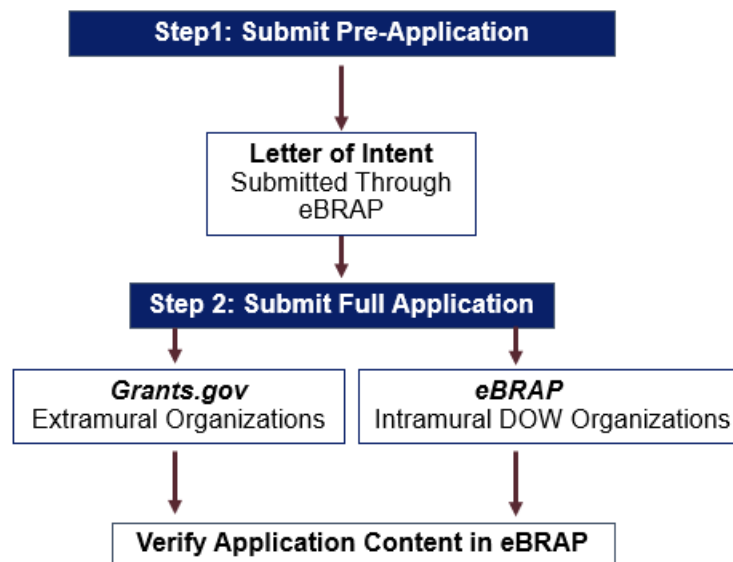 Step1: Submit Pre-Application
Letter of Intent
Submitted Through
eBRAP
Step 2: Submit Full Application
Grants.gov
Extramural Organizations
eBRAP
Intramural DOW Organizations
Verify Application Content in eBRAP